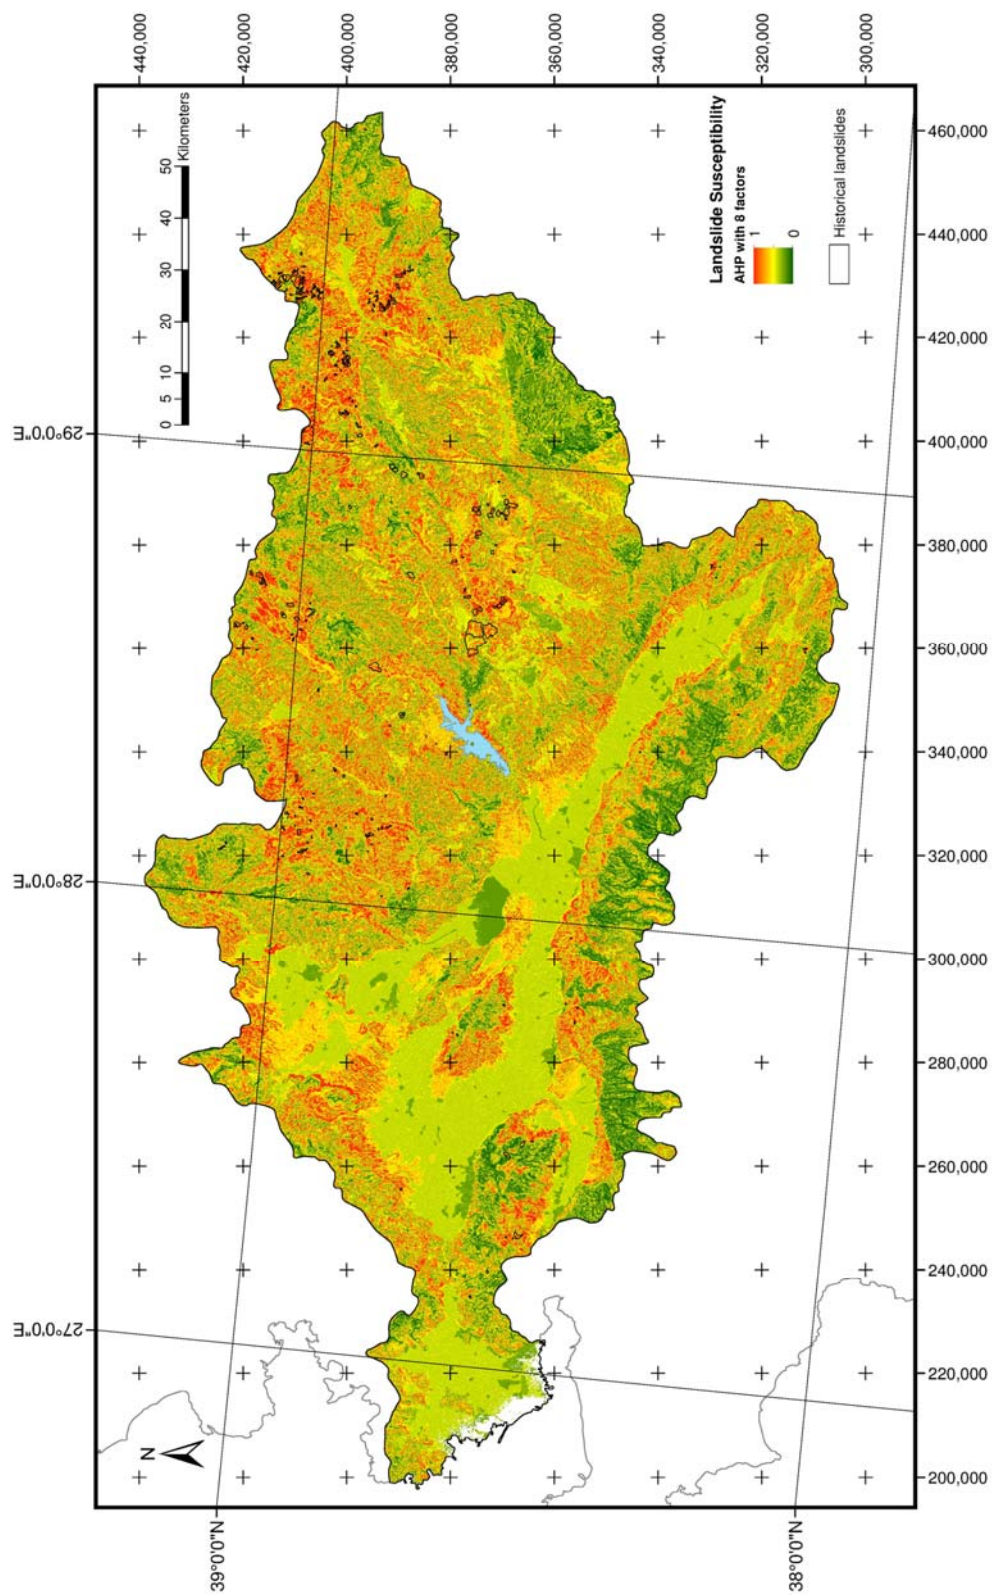 440,000
420,000
400,000
380,000
360,000
340,000
320,000
300,000
29°0'0"E
28°0'0"E
27°0'0"E
0 5 10 20 30 40 50
Kilometers
N
Landslide Susceptibility
AHP with 8 factors
1
0
Historical landslides
39°0'0"N
38°0'0"N
200,000
220,000
240,000
260,000
280,000
300,000
320,000
340,000
360,000
380,000
400,000
420,000
440,000
460,000